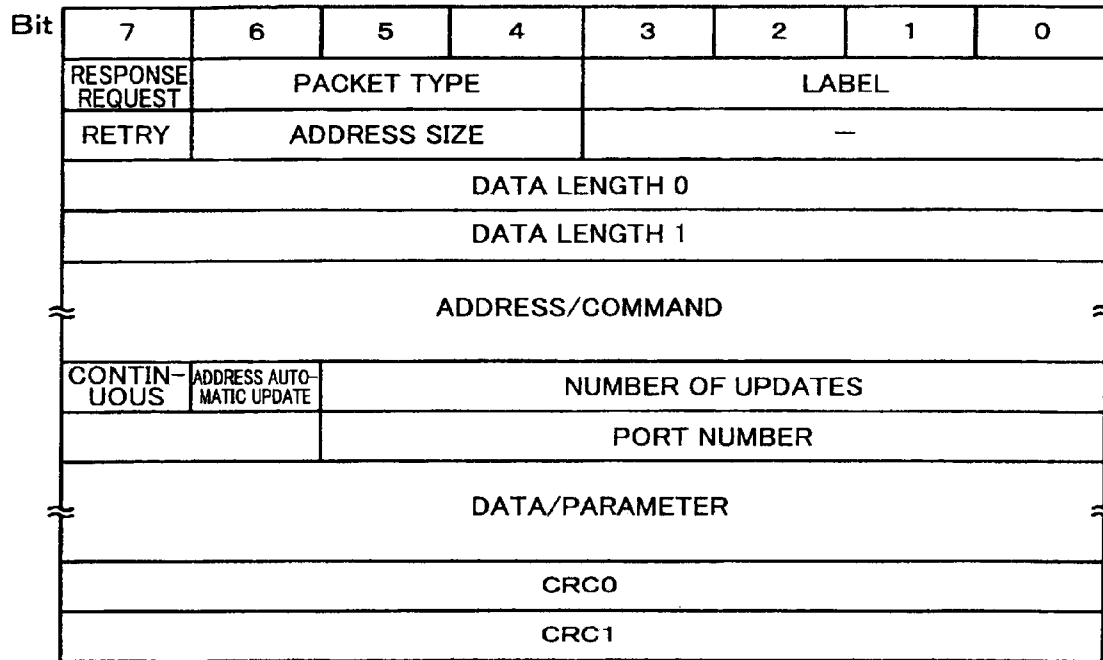 Bit 7 6 5 4 3 2 1 0
RESPONSE
REQUEST
PACKET TYPE
LABEL
RETRY
ADDRESS SIZE
—
DATA LENGTH 0
DATA LENGTH 1
ADDRESS/COMMAND
CONTIN-
UOUS
ADDRESS AUTO-
MATIC UPDATE
NUMBER OF UPDATES
PORT NUMBER
DATA/PARAMETER
CRC0
CRC1